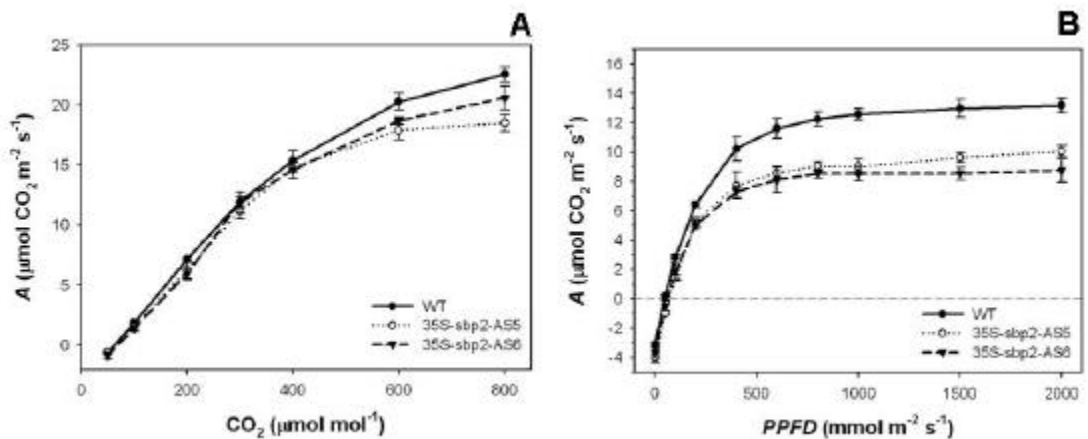 A
25
20
15
10
5
0
A (µmol CO2 m-2 s-1)
WT
35S-sbp2-AS5
35S-sbp2-AS6
0 200 400 600 800
CO2 (µmol mol-1)
B
16
14
12
10
8
6
4
2
0
-2
-4
A (µmol CO2 m-2 s-1)
WT
35S-sbp2-AS5
35S-sbp2-AS6
0 500 1000 1500 2000
PPFD (mmol m-2 s-1)